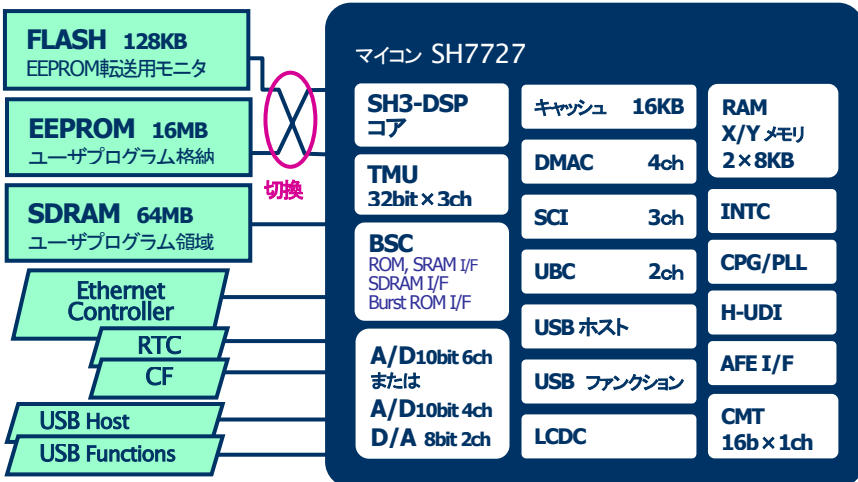 FLASH 128KB
EEPROM転送用モニタ
EEPROM 16MB
ユーザプログラム格納
切換
SDRAM 64MB
ユーザプログラム領域
Ethernet
Controller
RTC
CF
USB Host
USB Functions
マイコン SH7727
SH3-DSP
コア
TMU
32bit×3ch
BSC
ROM, SRAM I/F
SDRAM I/F
Burst ROM I/F
A/D10bit 6ch
または
A/D10bit 4ch
D/A 8bit 2ch
キャッシュ 16KB
DMAC 4ch
SCI 3ch
UBC 2ch
USB ホスト
USB ファンクション
LCDC
RAM
X/Y メモリ
2×8KB
INTC
CPG/PLL
H-UDI
AFE I/F
CMT
16b×1ch